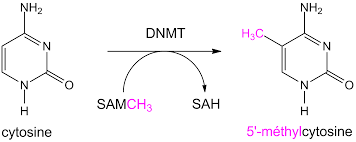 NH₂
N
N
H
O
cytosine
DNMT
SAMCH₃
SAH
NH₂
H₃C
N
N
H
O
5'-méthylcytosine